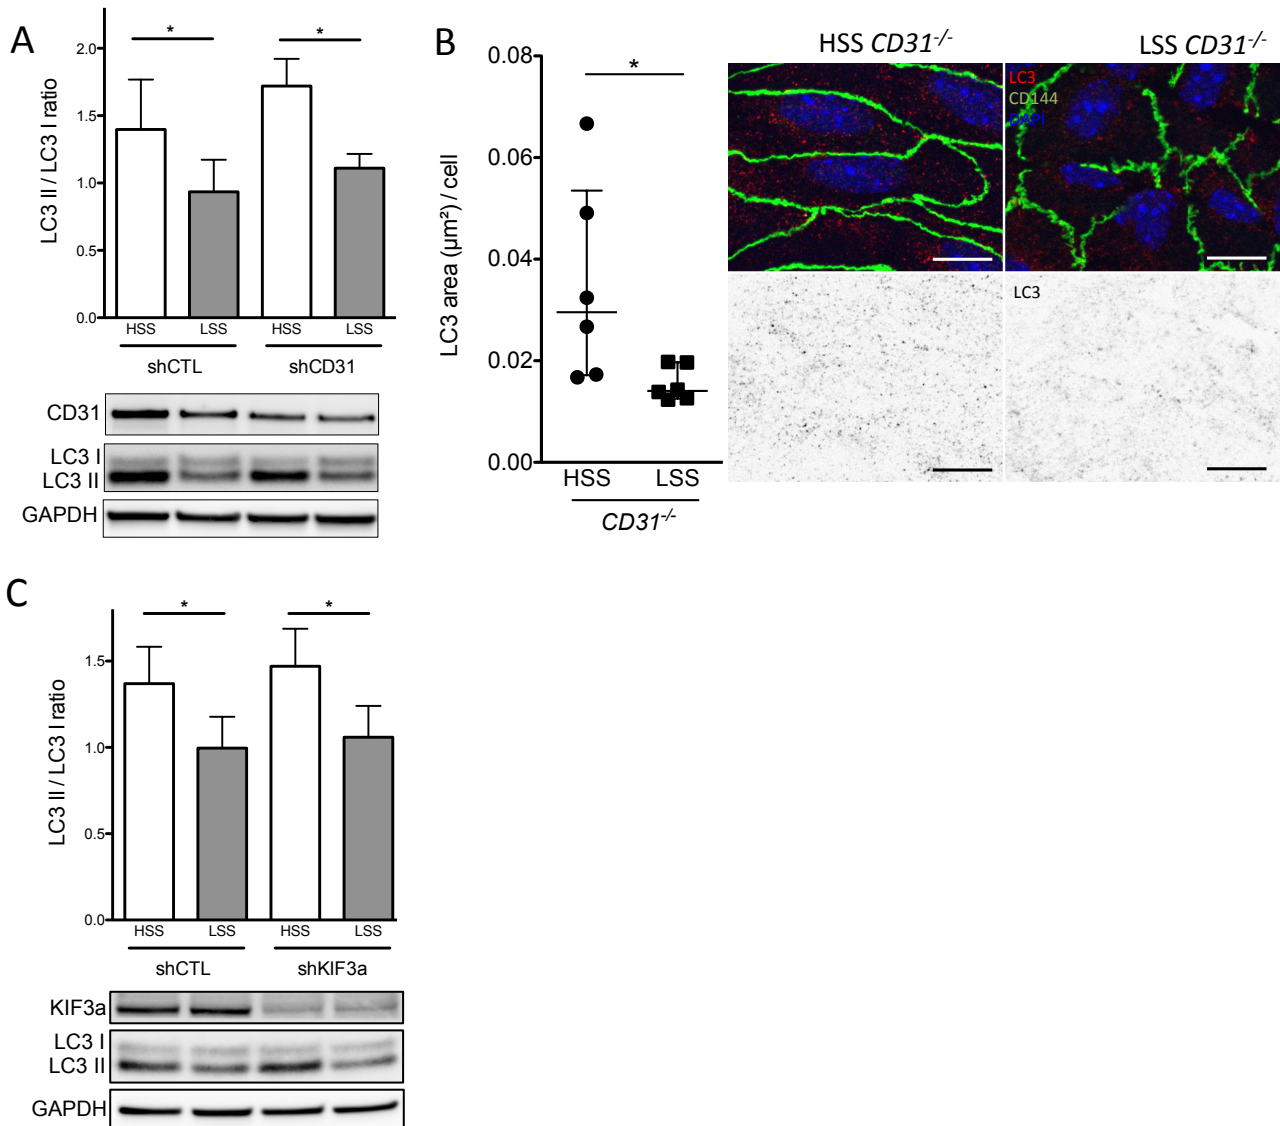 A
LC3 II / LC3 I ratio
2.0
1.5
1.0
0.5
0.0
*
*
HSS
LSS
HSS
LSS
shCTL
shCD31
CD31
LC3 I
LC3 II
GAPDH
B
LC3 area (µm²) / cell
0.08
0.06
0.04
0.02
0.00
*
HSS
LSS
CD31-/-
HSS CD31-/-
LSS CD31-/-
LC3
CD144
DAPI
LC3
C
LC3 II / LC3 I ratio
1.5
1.0
0.5
0.0
*
*
HSS
LSS
HSS
LSS
shCTL
shKIF3a
KIF3a
LC3 I
LC3 II
GAPDH